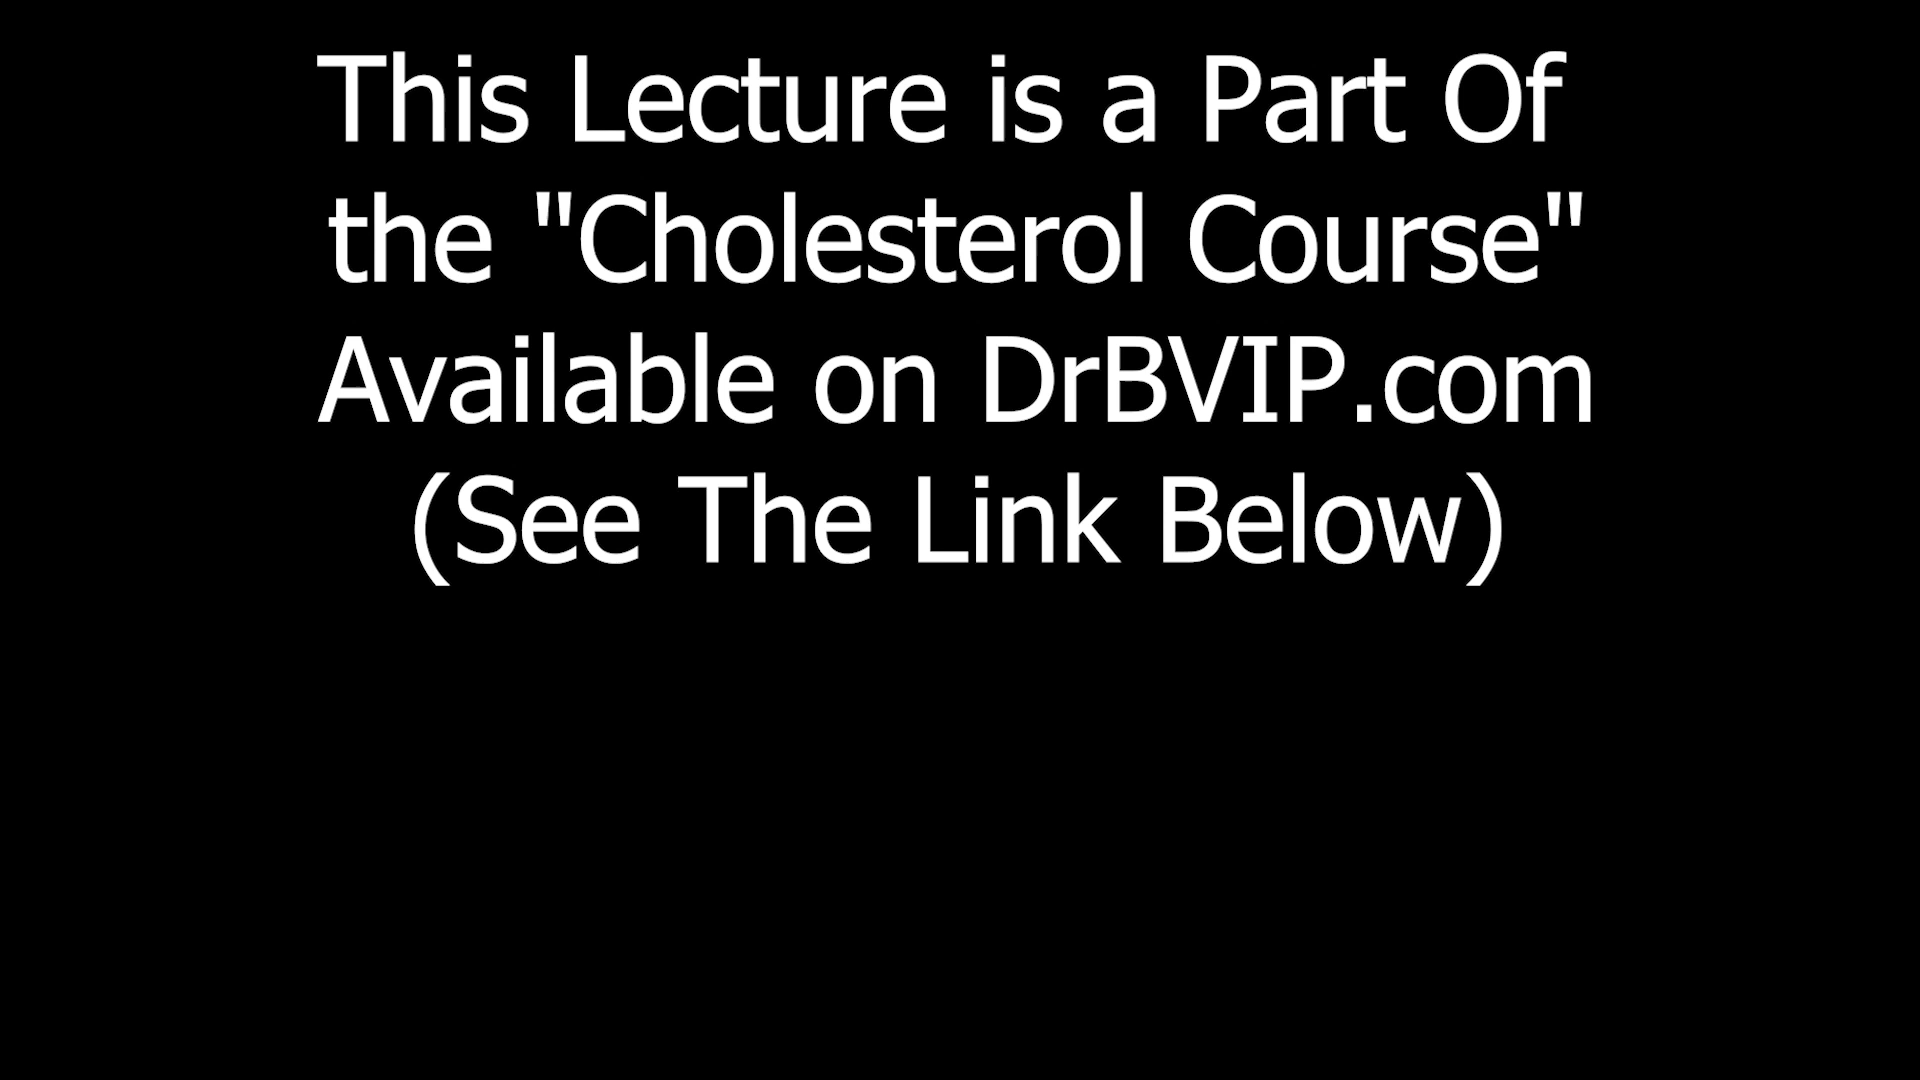 This Lecture is a Part Of
the "Cholesterol Course"
Available on DrBVIP.com
(See The Link Below)